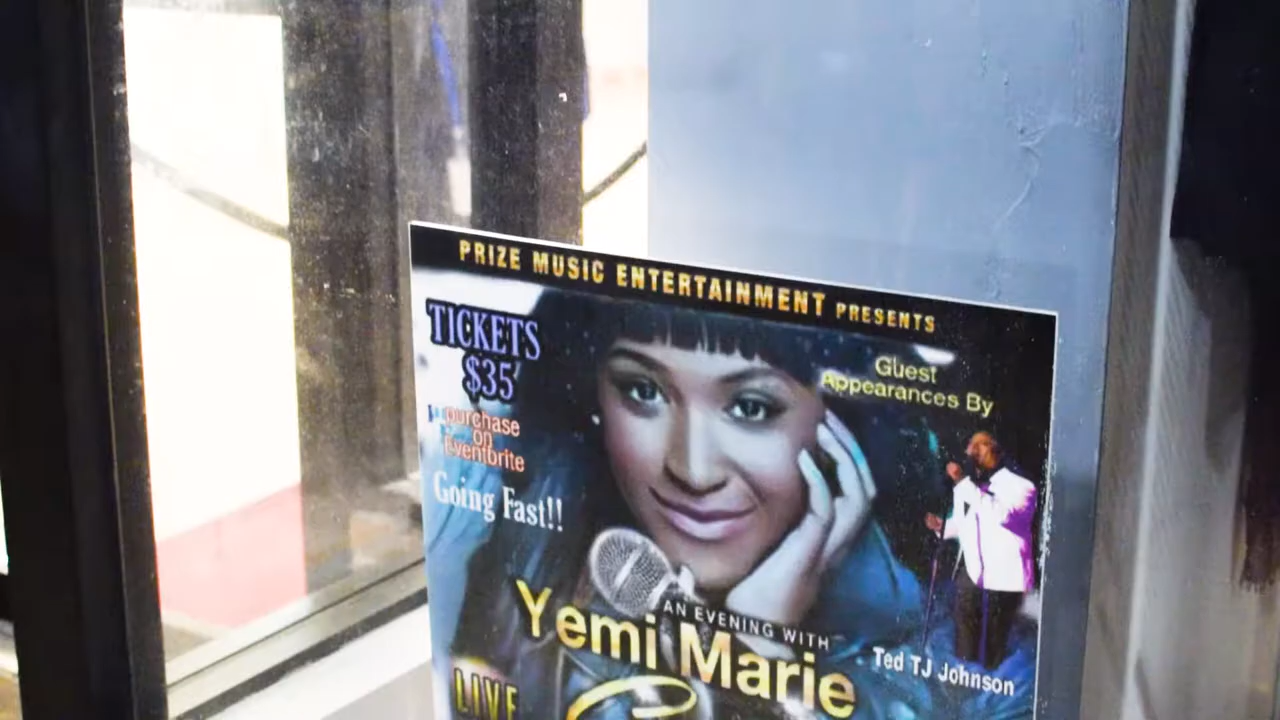 PRIZE MUSIC ENTERTAINMENT PRESENTS
TICKETS
$35
purchase
on
Eventbrite
Going Fast!!
Guest
Appearances By
Ted TJ Johnson
AN EVENING WITH
Yemi Marie
LIVE